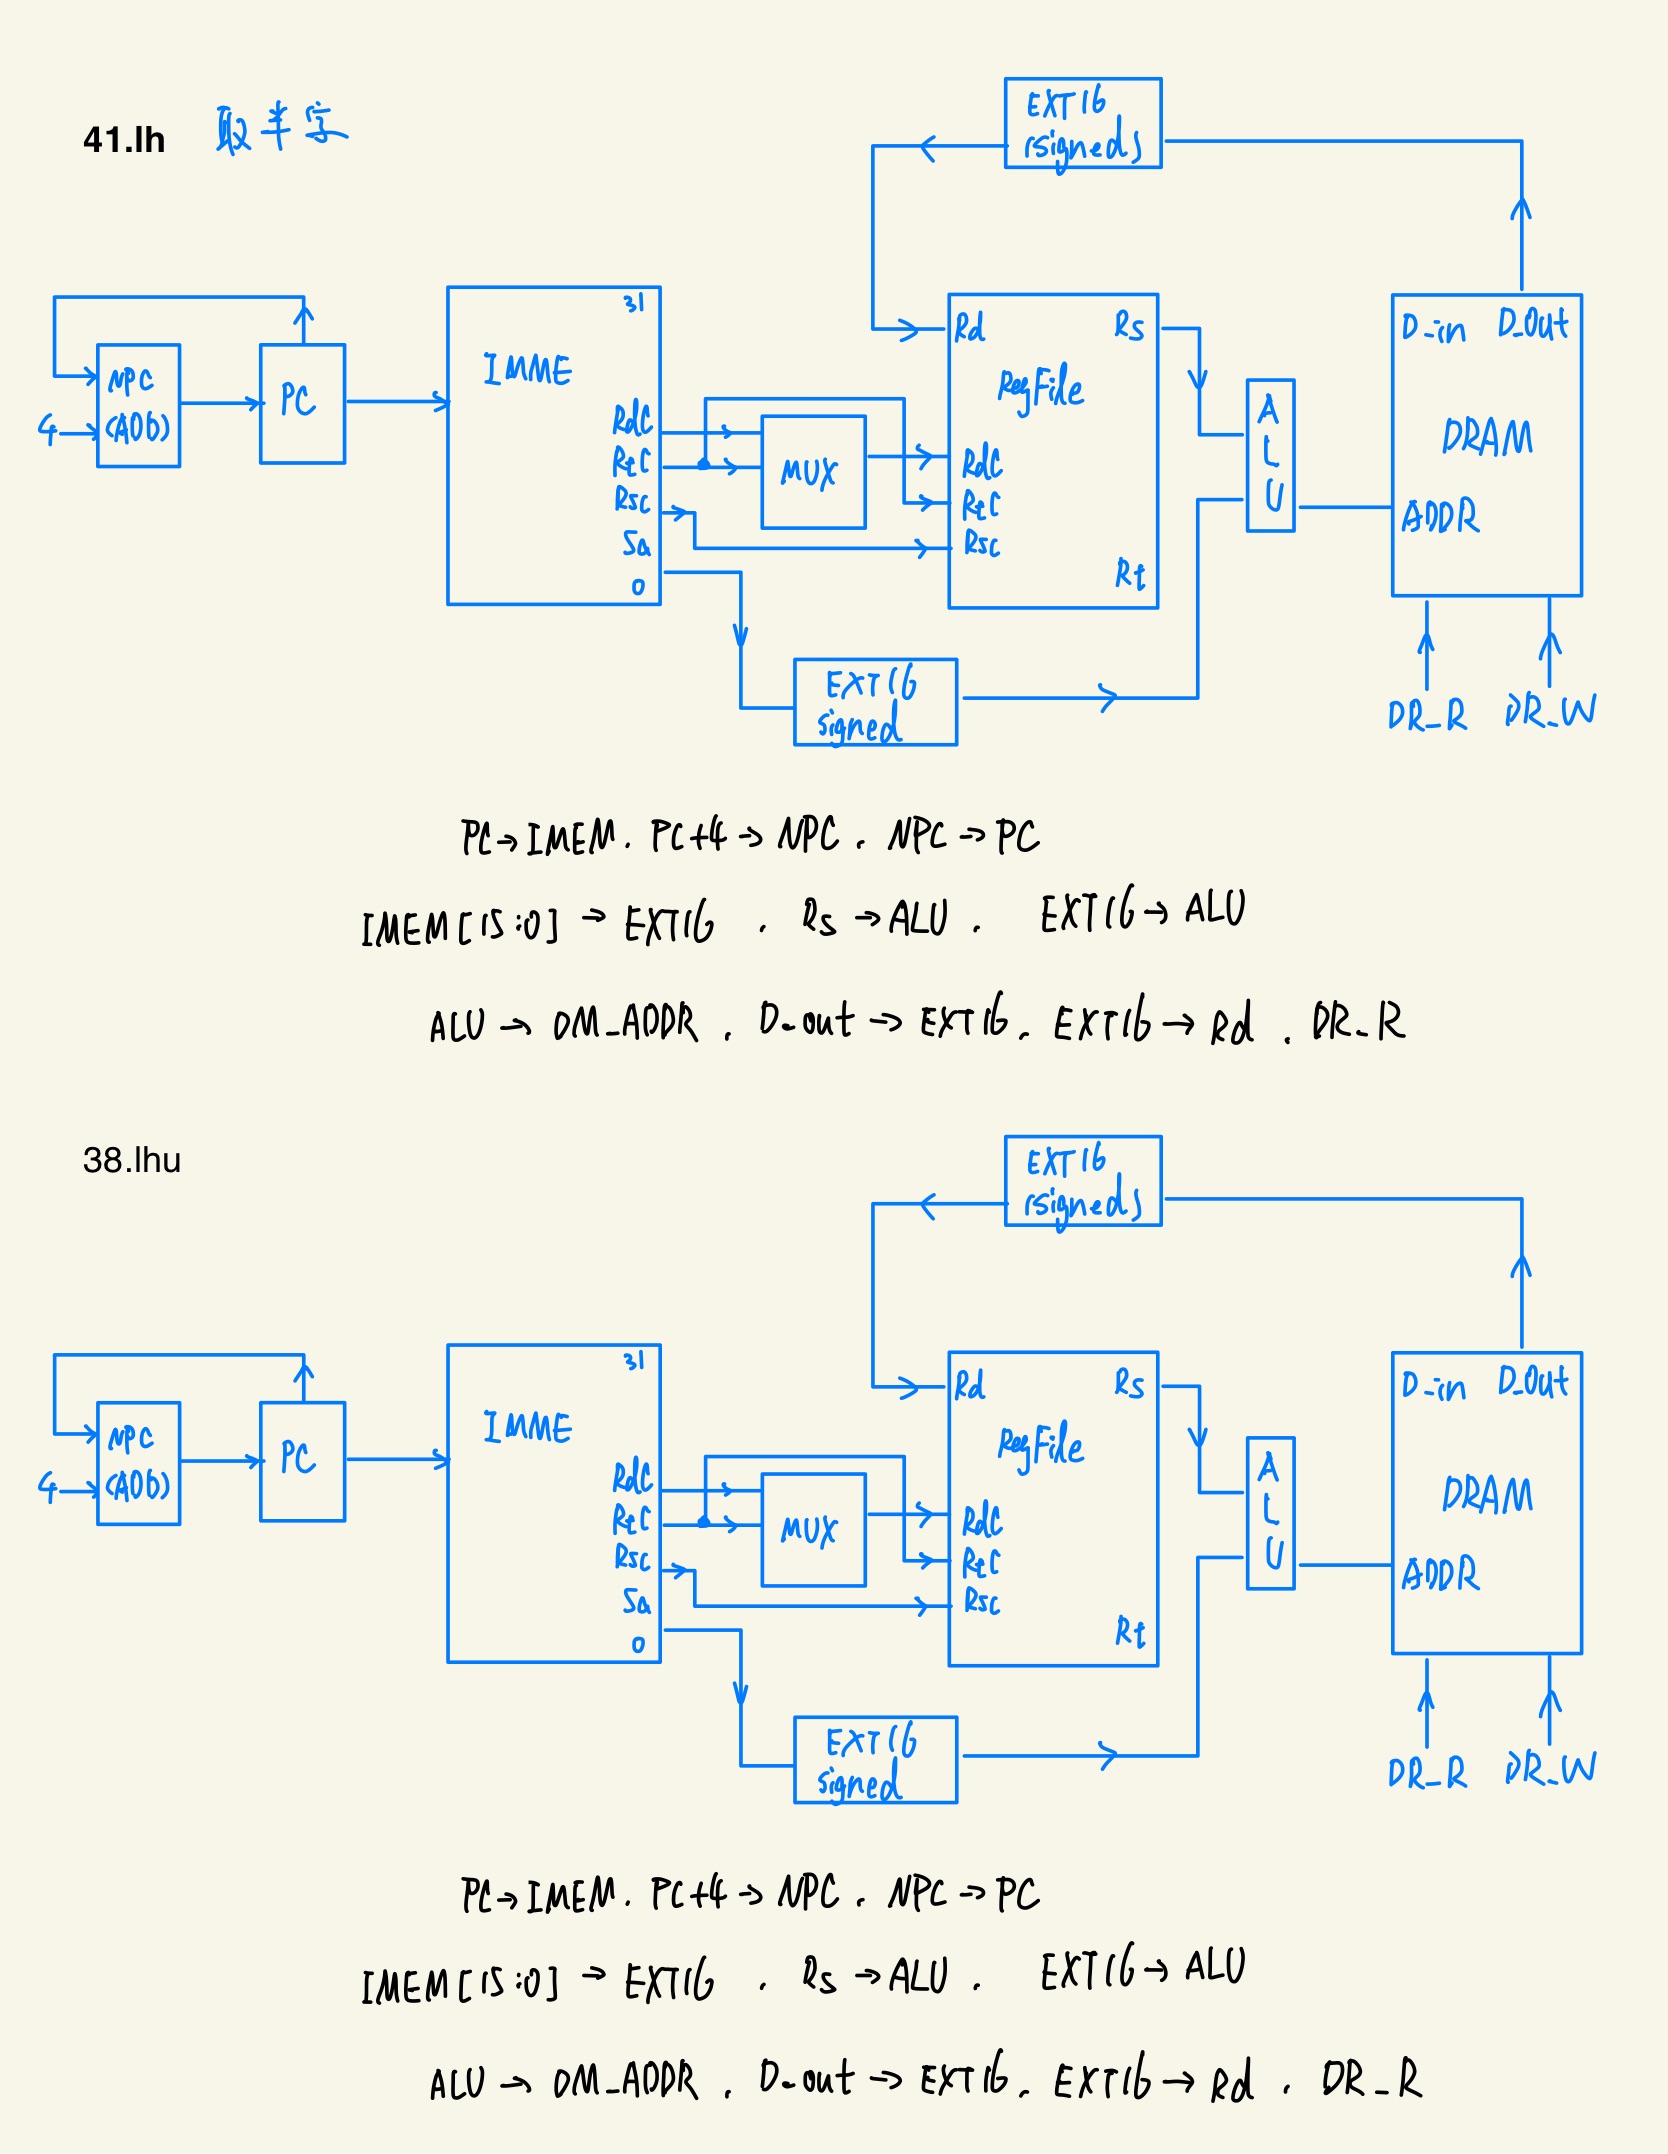 41.lh 取半字
EXT16
(signed)
31
IMME
RdC
RtC
Rsc
Sa
0
NPC
(ADD)
4
PC
MUX
Rd
Rs
RegFile
RdC
RtC
Rsc
Rt
A
L
U
D_in D_Out
DRAM
ADDR
EXT16
signed
DR_R DR_W
PC→IMEM. PC+4→NPC. NPC→PC
IMEM[15:0]→EXT16. Rs→ALU. EXT16→ALU
ALU→DM_ADDR. D_out→EXT16. EXT16→Rd. DR_R
38.lhu
EXT16
(signed)
31
IMME
RdC
RtC
Rsc
Sa
0
NPC
(ADD)
4
PC
MUX
Rd
Rs
RegFile
RdC
RtC
Rsc
Rt
A
L
U
D_in D_Out
DRAM
ADDR
EXT16
signed
DR_R DR_W
PC→IMEM. PC+4→NPC. NPC→PC
IMEM[15:0]→EXT16. Rs→ALU. EXT16→ALU
ALU→DM_ADDR. D_out→EXT16. EXT16→Rd. DR_R